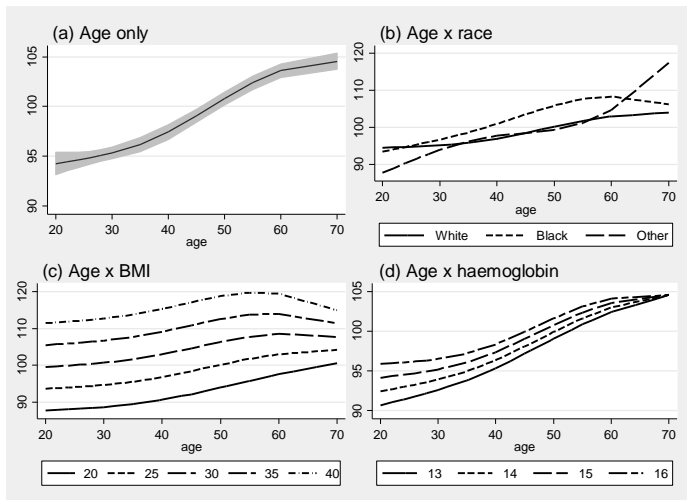 (a) Age only
105
100
95
90
20 30 40 50 60 70
age
(b) Age x race
120
110
100
90
20 30 40 50 60 70
age
White Black Other
(c) Age x BMI
120
110
100
90
20 30 40 50 60 70
age
20 25 30 35 40
(d) Age x haemoglobin
105
100
95
90
20 30 40 50 60 70
age
13 14 15 16